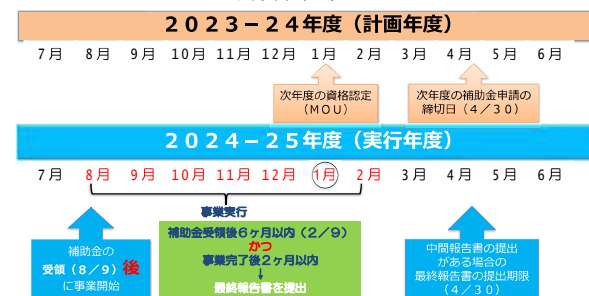 ２０２３－２４年度（計画年度）
7月 8月 9月 10月 11月 12月 1月 2月 3月 4月 5月 6月
次年度の資格認定
（ＭＯＵ）
次年度の補助金申請の
締切日（４／３０）
２０２４－２５年度（実行年度）
7月 8月 9月 10月 11月 12月 1月 2月 3月 4月 5月 6月
事業実行
補助金の
受領（８／９）後
に事業開始
補助金受領後６ヶ月以内（２／９）
かつ
事業完了後２ヶ月以内
↓
最終報告書を提出
中間報告書の提出
がある場合の
最終報告書の提出期限
（４／３０）